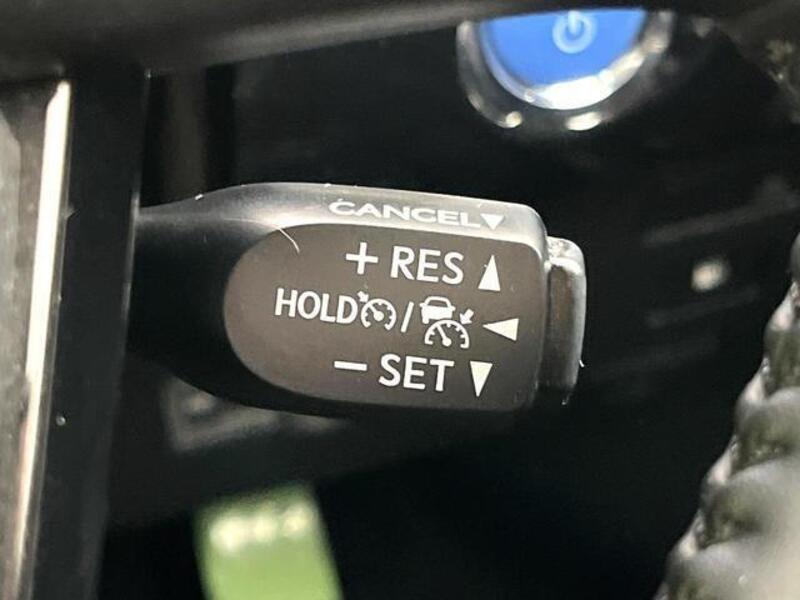 CANCEL▼
+ RES ▲
HOLD / ◀
− SET ▼